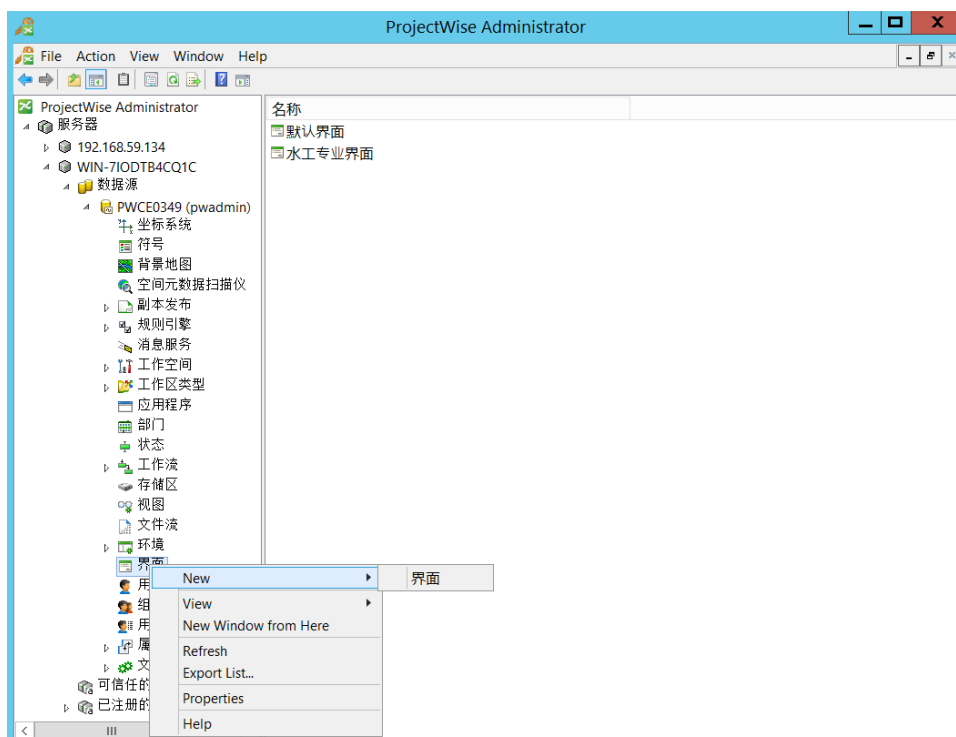 ProjectWise Administrator
File Action View Window Help
ProjectWise Administrator
服务器
192.168.59.134
WIN-7IODTB4CQ1C
数据源
PWCE0349 (pwadmin)
坐标系统
符号
背景地图
空间元数据扫描仪
副本发布
规则引擎
消息服务
工作空间
工作区类型
应用程序
部门
状态
工作流
存储区
视图
文件流
环境
界面
用
组
用
属
文
可信任的
已注册的
名称
默认界面
水工专业界面
New
界面
View
New Window from Here
Refresh
Export List...
Properties
Help